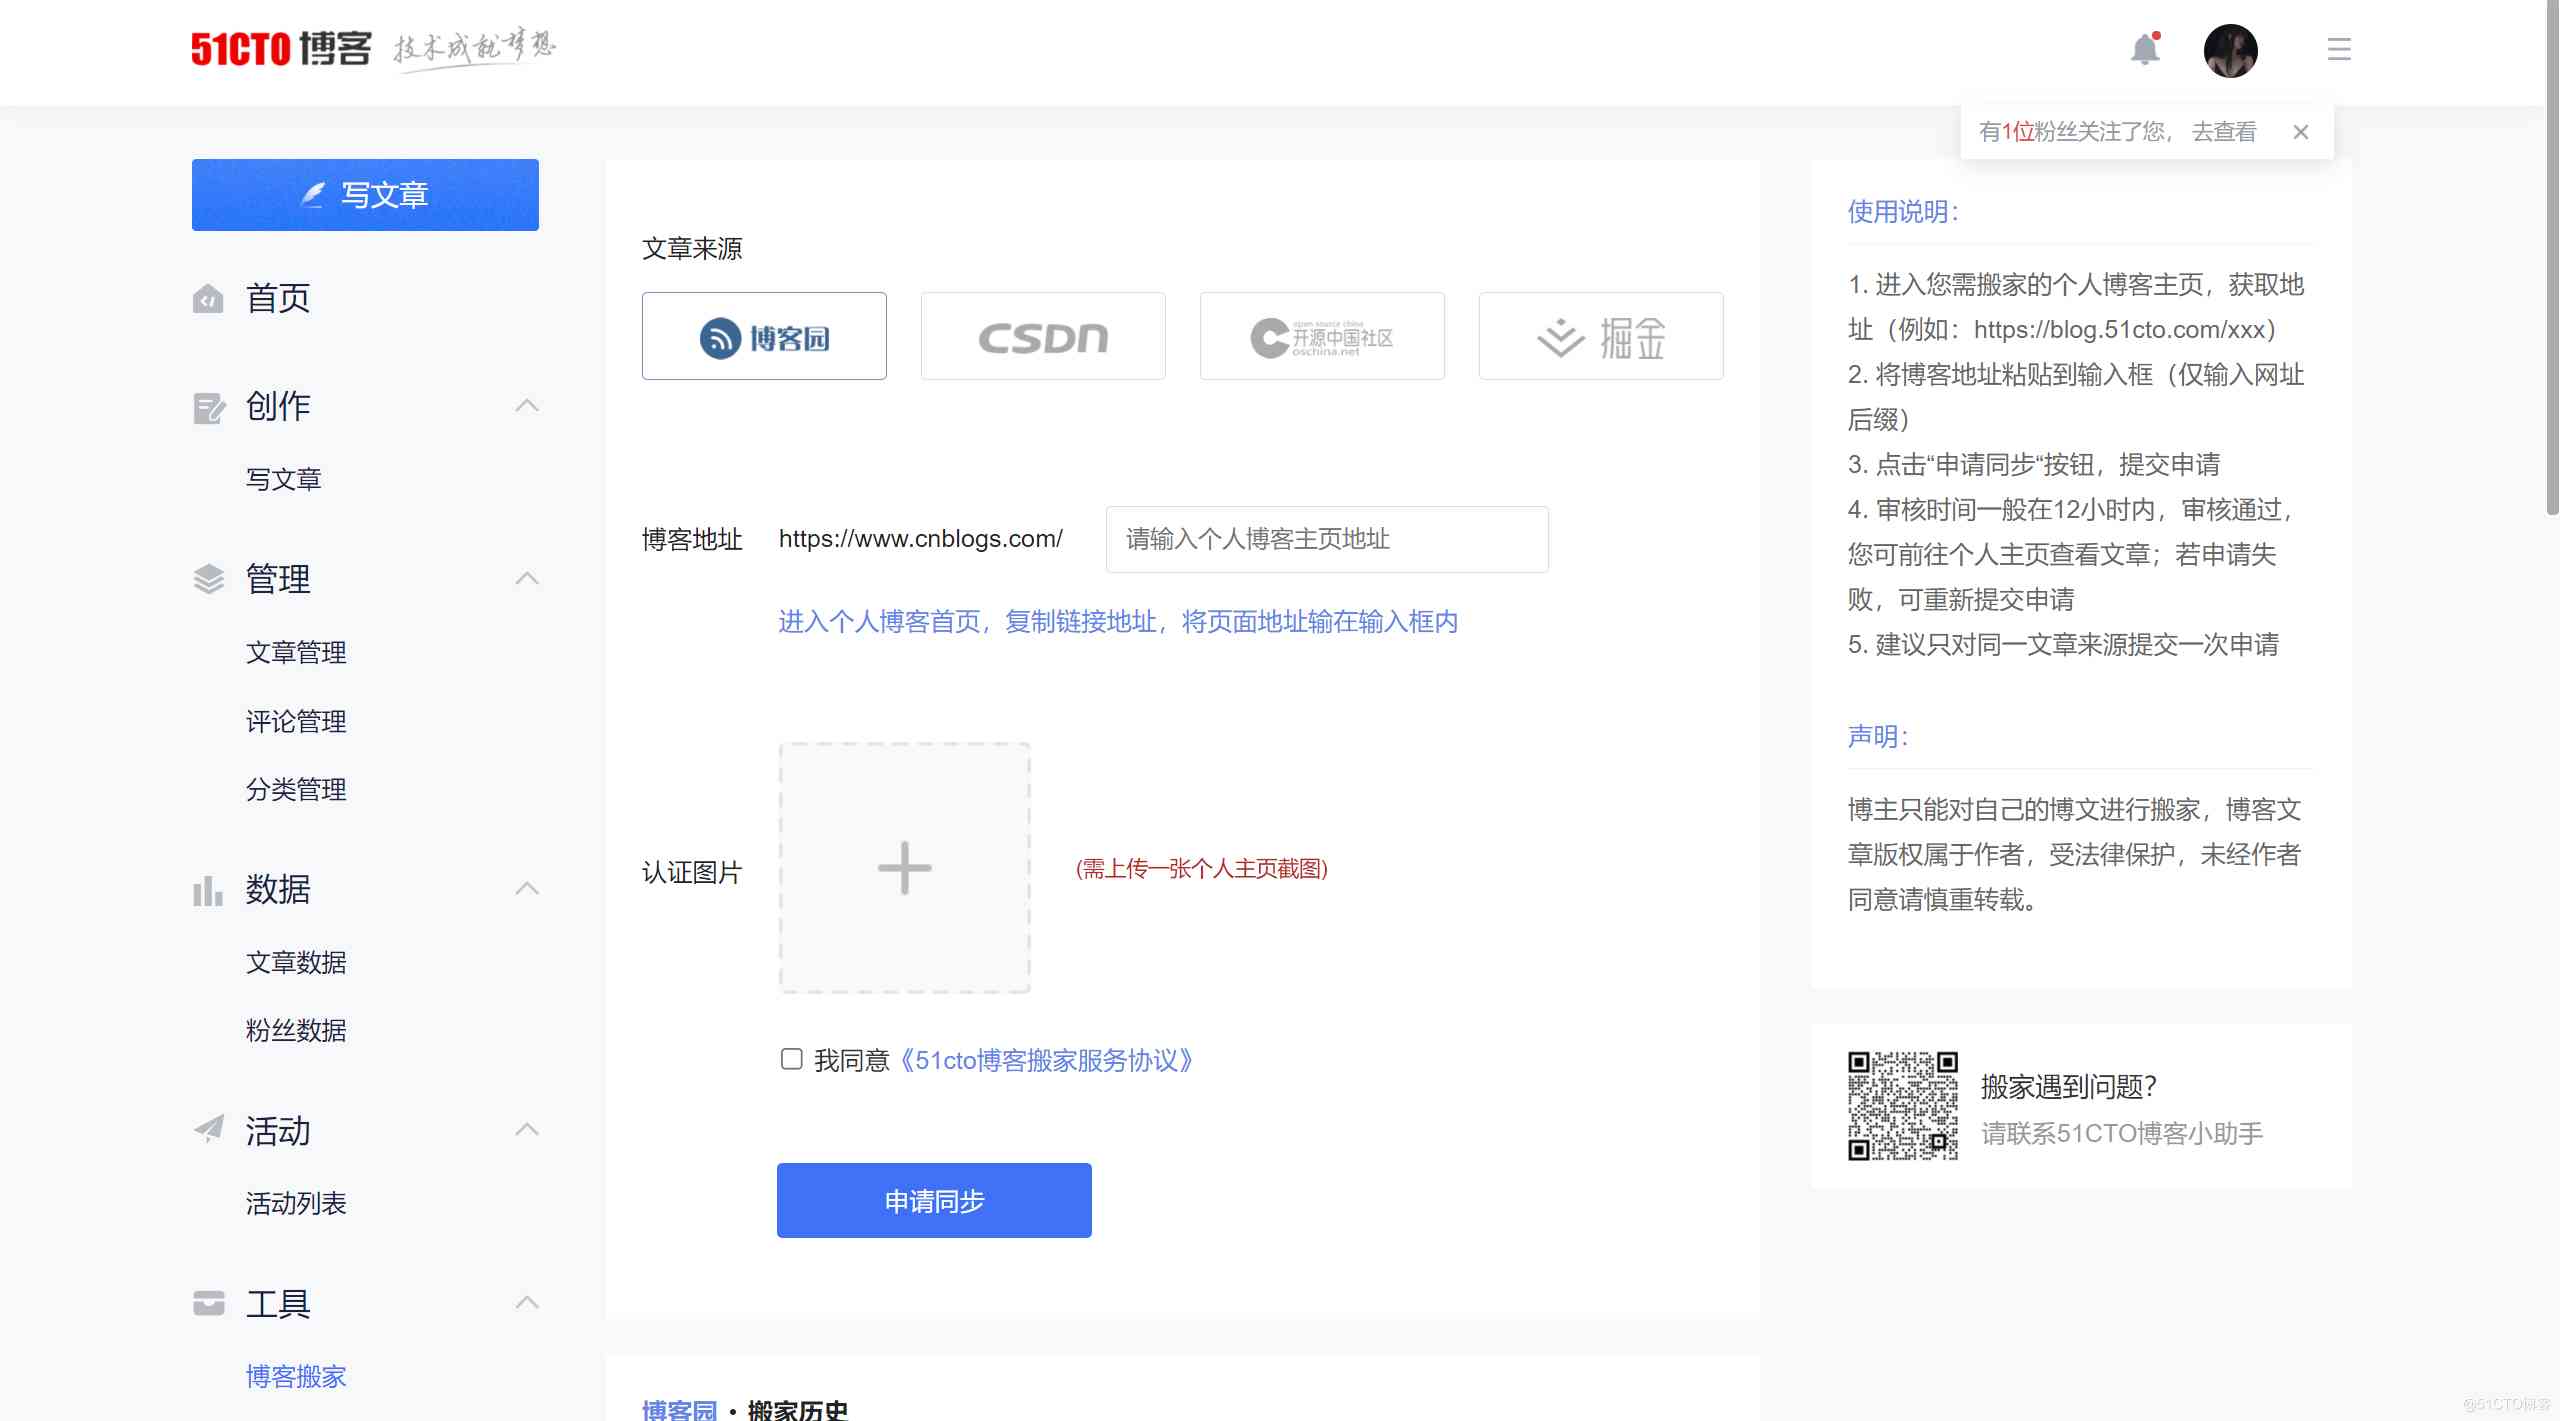 51CTO 博客 技术成就梦想
有1位粉丝关注了您， 去查看
写文章
首页
创作
写文章
管理
文章管理
评论管理
分类管理
数据
文章数据
粉丝数据
活动
活动列表
工具
博客搬家
文章来源
博客园
CSDN
open source china
开源中国社区
oschina.net
掘金
博客地址 https://www.cnblogs.com/ 请输入个人博客主页地址
进入个人博客首页，复制链接地址，将页面地址输在输入框内
认证图片 (需上传一张个人主页截图)
我同意《51cto博客搬家服务协议》
申请同步
博客园 · 搬家历史
使用说明：
1. 进入您需搬家的个人博客主页，获取地
址（例如：https://blog.51cto.com/xxx）
2. 将博客地址粘贴到输入框（仅输入网址
后缀）
3. 点击“申请同步“按钮，提交申请
4. 审核时间一般在12小时内，审核通过，
您可前往个人主页查看文章；若申请失
败，可重新提交申请
5. 建议只对同一文章来源提交一次申请
声明：
博主只能对自己的博文进行搬家，博客文
章版权属于作者，受法律保护，未经作者
同意请慎重转载。
搬家遇到问题？
请联系51CTO博客小助手
@51CTO博客